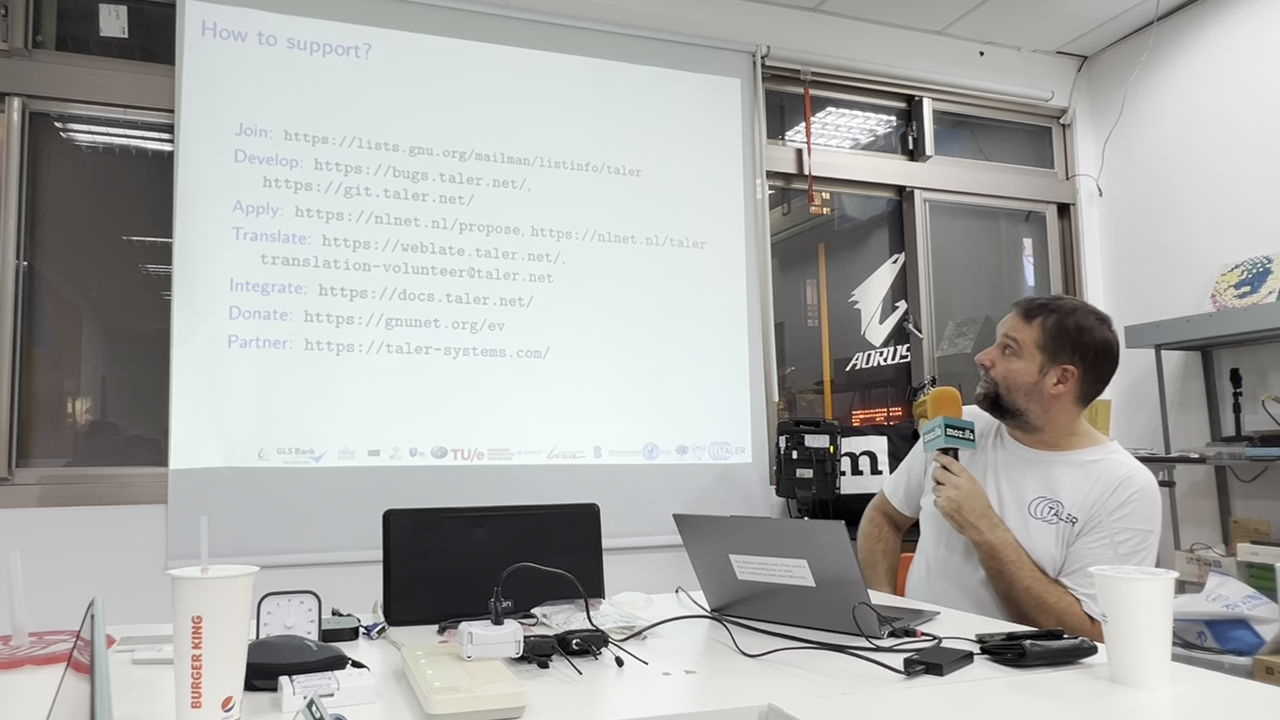 How to support?
Join: https://lists.gnu.org/mailman/listinfo/taler
Develop: https://bugs.taler.net/,
https://git.taler.net/
Apply: https://nlnet.nl/propose, https://nlnet.nl/taler
Translate: https://weblate.taler.net/,
translation-volunteer@taler.net
Integrate: https://docs.taler.net/
Donate: https://gnunet.org/ev
Partner: https://taler-systems.com/
GLS Bank
TU/e
TALER
AORUS
m
moz://a
TALER
BURGER KING
pepsi